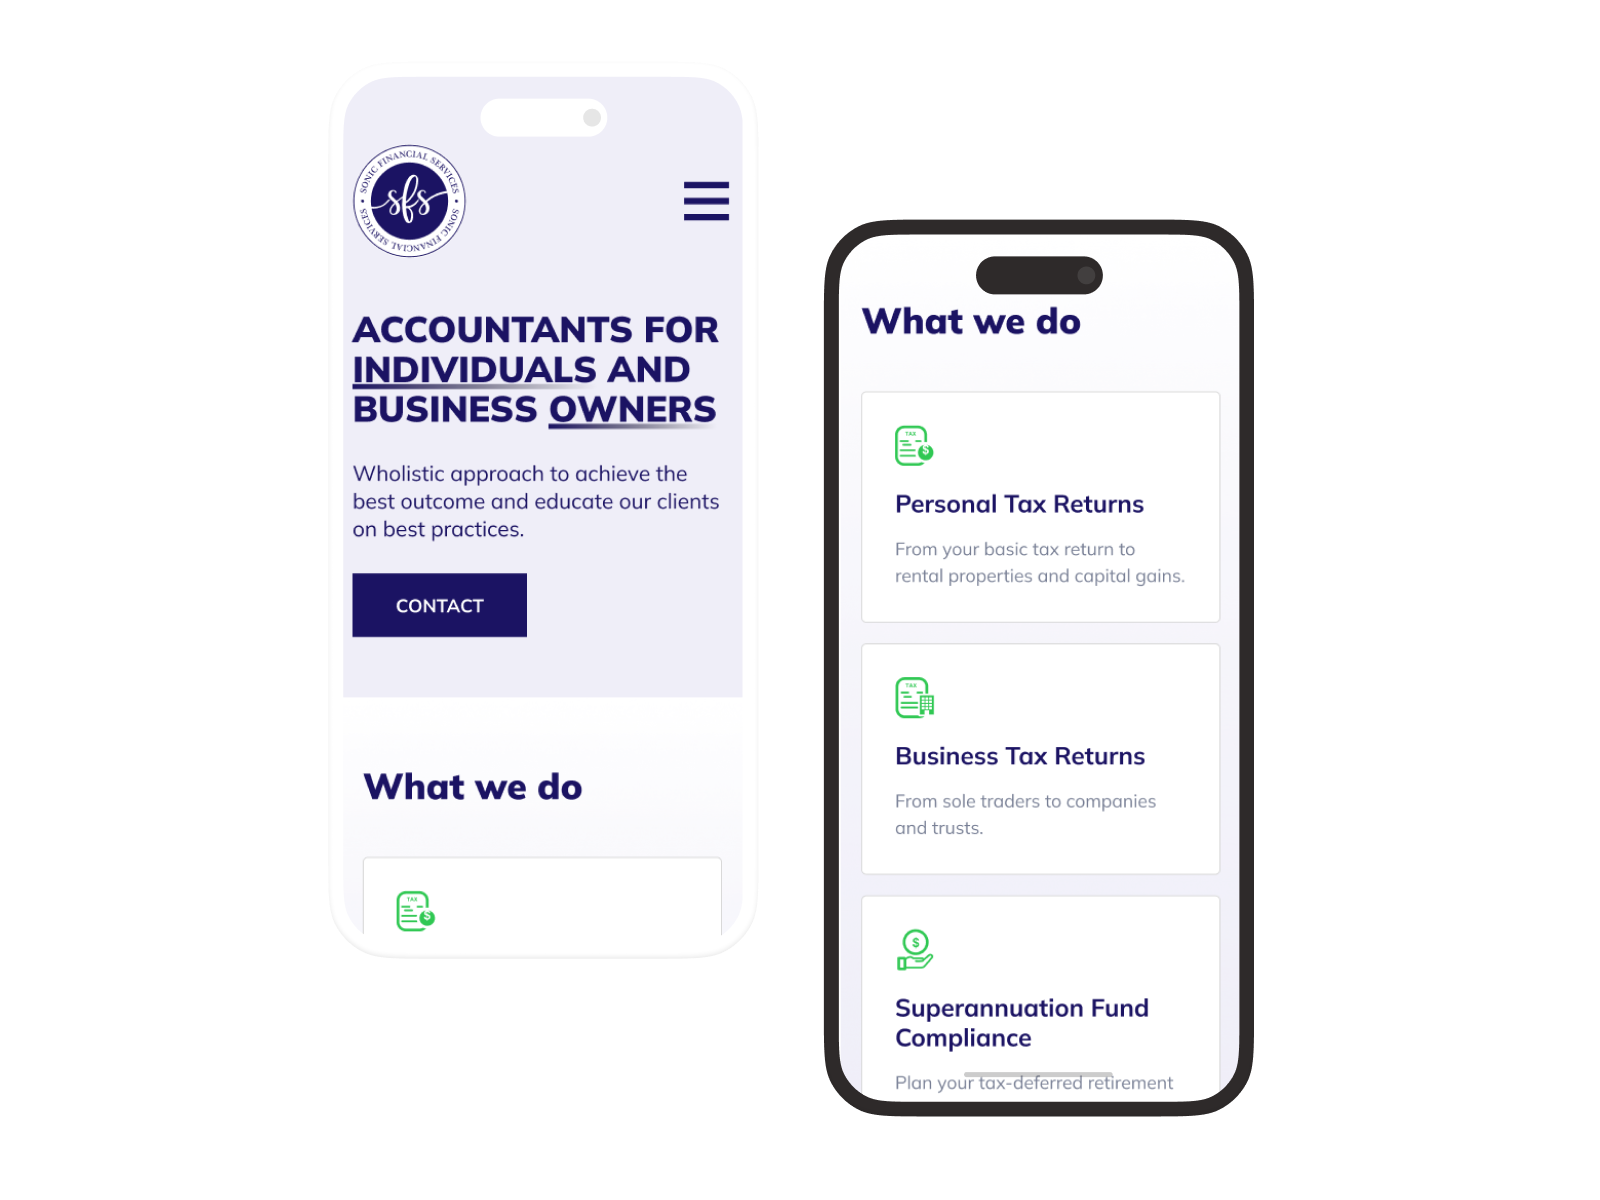 SONIC FINANCIAL SERVICES • SONIC FINANCIAL SERVICES •
sfs
ACCOUNTANTS FOR
INDIVIDUALS AND
BUSINESS OWNERS
Wholistic approach to achieve the
best outcome and educate our clients
on best practices.
CONTACT
What we do
TAX
$
What we do
TAX
$
Personal Tax Returns
From your basic tax return to
rental properties and capital gains.
TAX
Business Tax Returns
From sole traders to companies
and trusts.
$
Superannuation Fund
Compliance
Plan your tax-deferred retirement